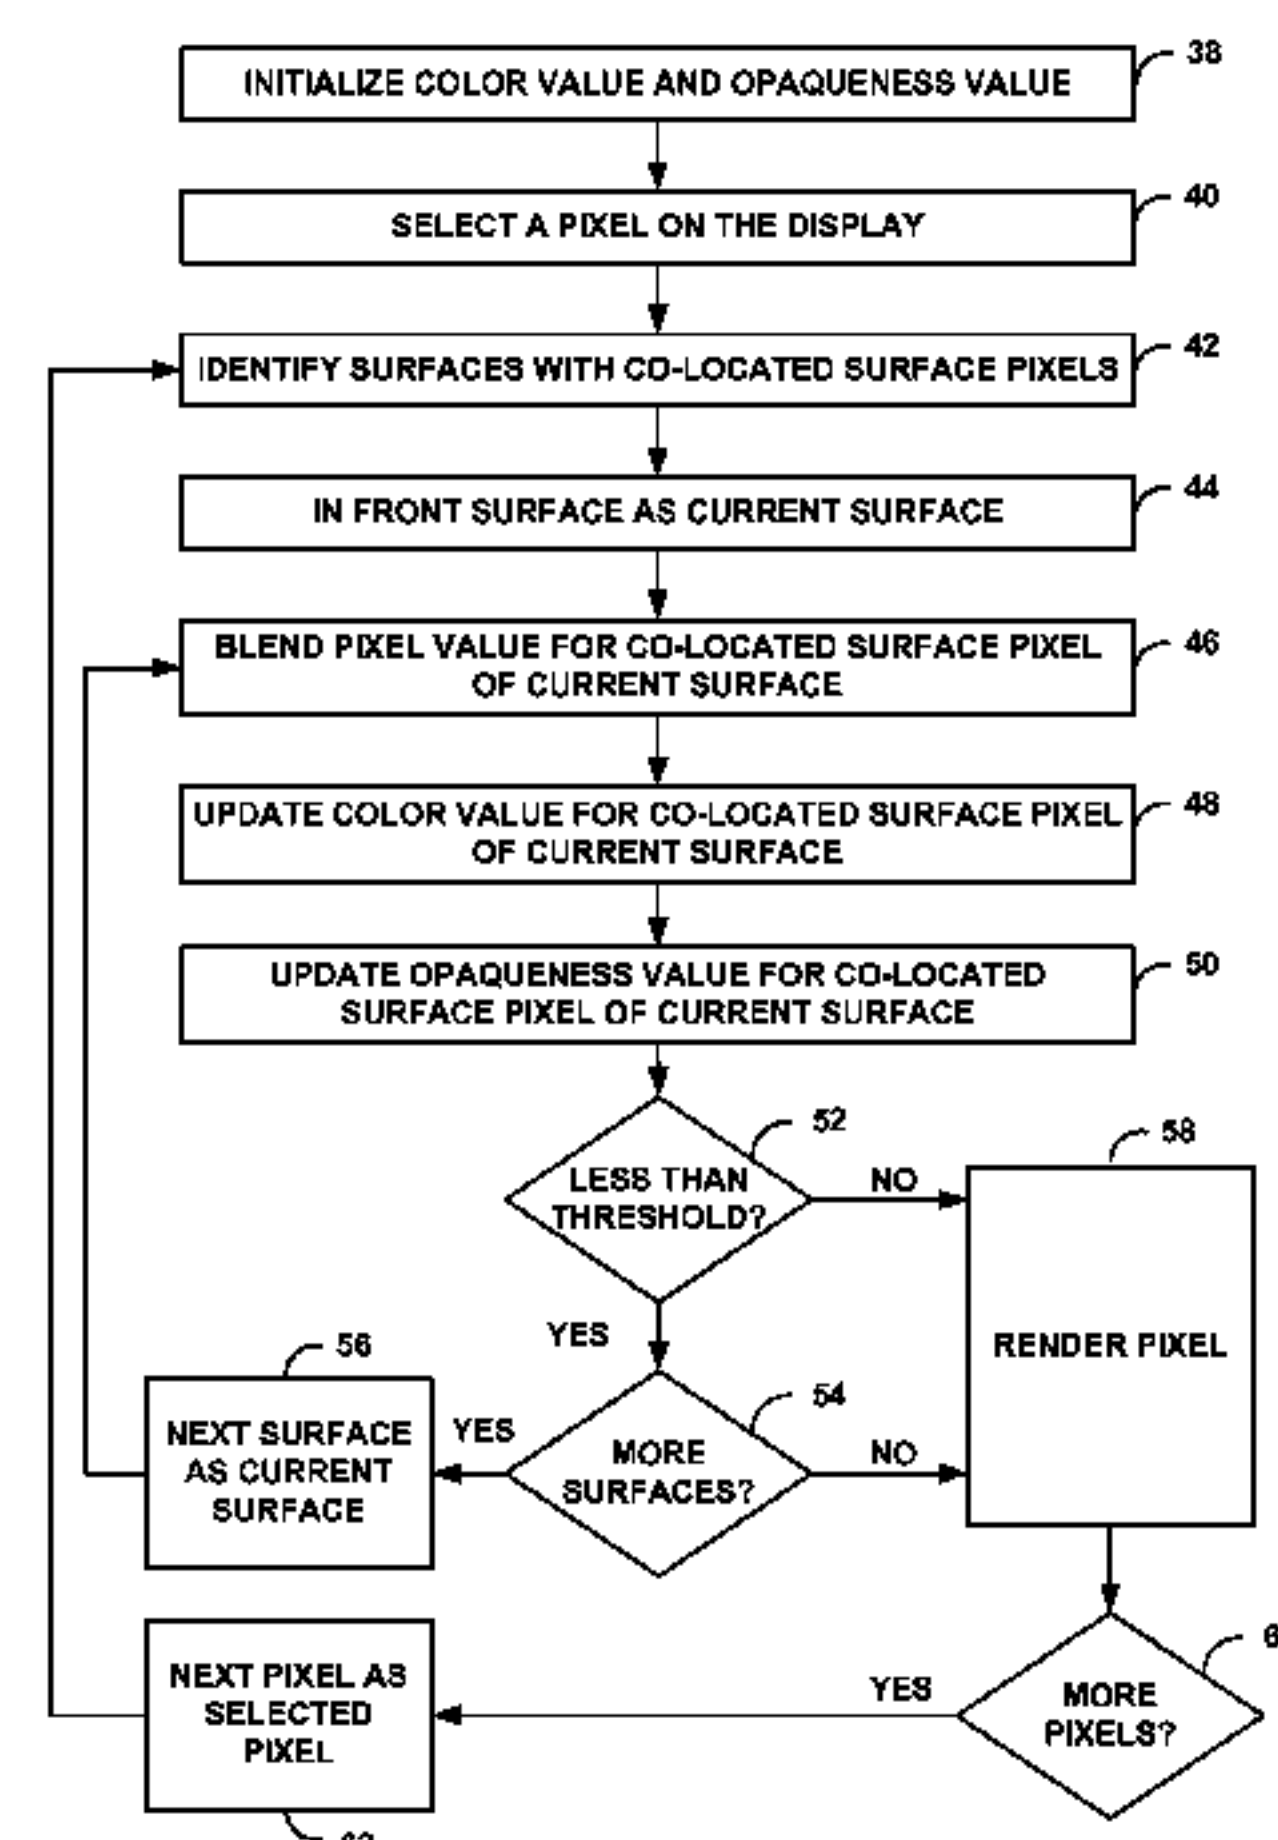 INITIALIZE COLOR VALUE AND OPAQUENESS VALUE
38
SELECT A PIXEL ON THE DISPLAY
40
IDENTIFY SURFACES WITH CO-LOCATED SURFACE PIXELS
42
IN FRONT SURFACE AS CURRENT SURFACE
44
BLEND PIXEL VALUE FOR CO-LOCATED SURFACE PIXEL
OF CURRENT SURFACE
46
UPDATE COLOR VALUE FOR CO-LOCATED SURFACE PIXEL
OF CURRENT SURFACE
48
UPDATE OPAQUENESS VALUE FOR CO-LOCATED
SURFACE PIXEL OF CURRENT SURFACE
50
LESS THAN
THRESHOLD?
52
NO
58
RENDER PIXEL
YES
56
NEXT SURFACE
AS CURRENT
SURFACE
YES
MORE
SURFACES?
54
NO
NEXT PIXEL AS
SELECTED
PIXEL
YES
MORE
PIXELS?